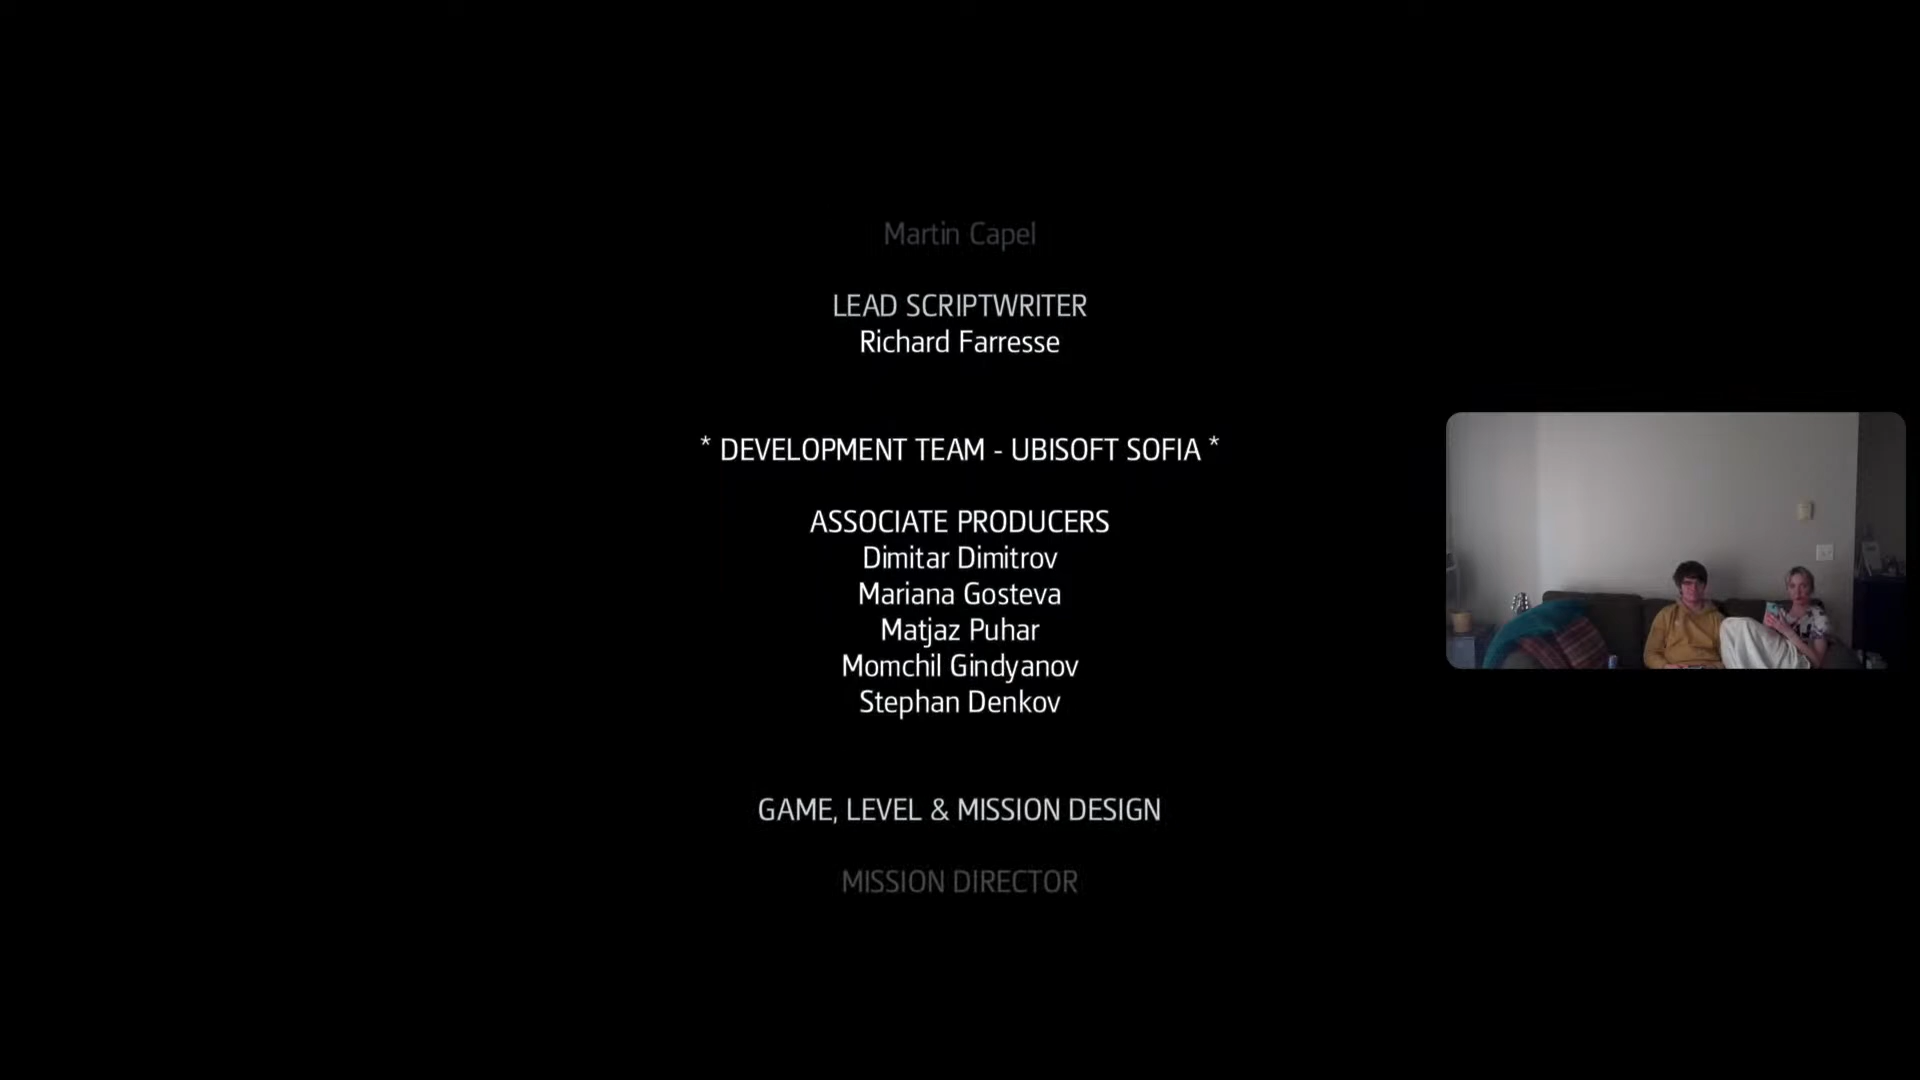 Martin Capel
LEAD SCRIPTWRITER
Richard Farresse
* DEVELOPMENT TEAM - UBISOFT SOFIA *
ASSOCIATE PRODUCERS
Dimitar Dimitrov
Mariana Gosteva
Matjaz Puhar
Momchil Gindyanov
Stephan Denkov
GAME, LEVEL & MISSION DESIGN
MISSION DIRECTOR